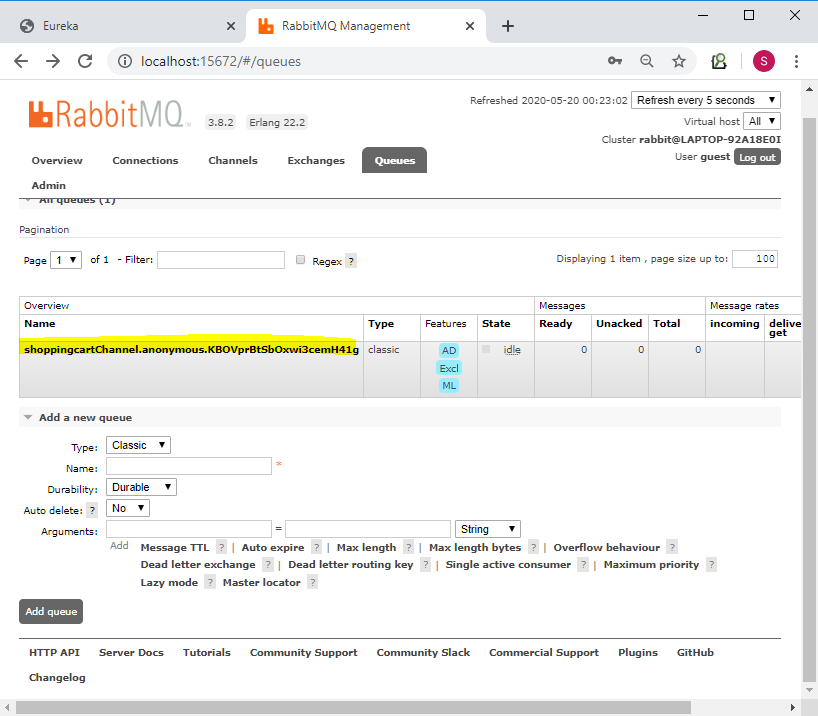 Eureka
RabbitMQ Management
localhost:15672/#/queues
S
RabbitMQ
TM
3.8.2
Erlang 22.2
Refreshed 2020-05-20 00:23:02 Refresh every 5 seconds
Virtual host All
Cluster rabbit@LAPTOP-92A18E0I
User guest Log out
Overview Connections Channels Exchanges Queues
Admin
All queues (1)
Pagination
Page 1 of 1 - Filter: Regex ? Displaying 1 item , page size up to: 100
Overview Messages Message rates
Name Type Features State Ready Unacked Total incoming delive
get
shoppingcartChannel.anonymous.KBOVprBtSbOxwi3cemH41g classic AD idle 0 0 0
Excl
ML
Add a new queue
Type: Classic
Name: *
Durability: Durable
Auto delete: ? No
Arguments: = String
Add Message TTL ? | Auto expire ? | Max length ? | Max length bytes ? | Overflow behaviour ?
Dead letter exchange ? | Dead letter routing key ? | Single active consumer ? | Maximum priority ?
Lazy mode ? Master locator ?
Add queue
HTTP API Server Docs Tutorials Community Support Community Slack Commercial Support Plugins GitHub
Changelog